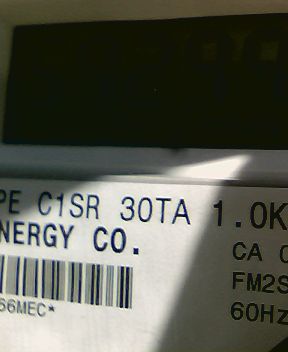 PE C1SR 30TA 1.0K
NERGY CO.
CA
FM2S
66MEC*
60Hz